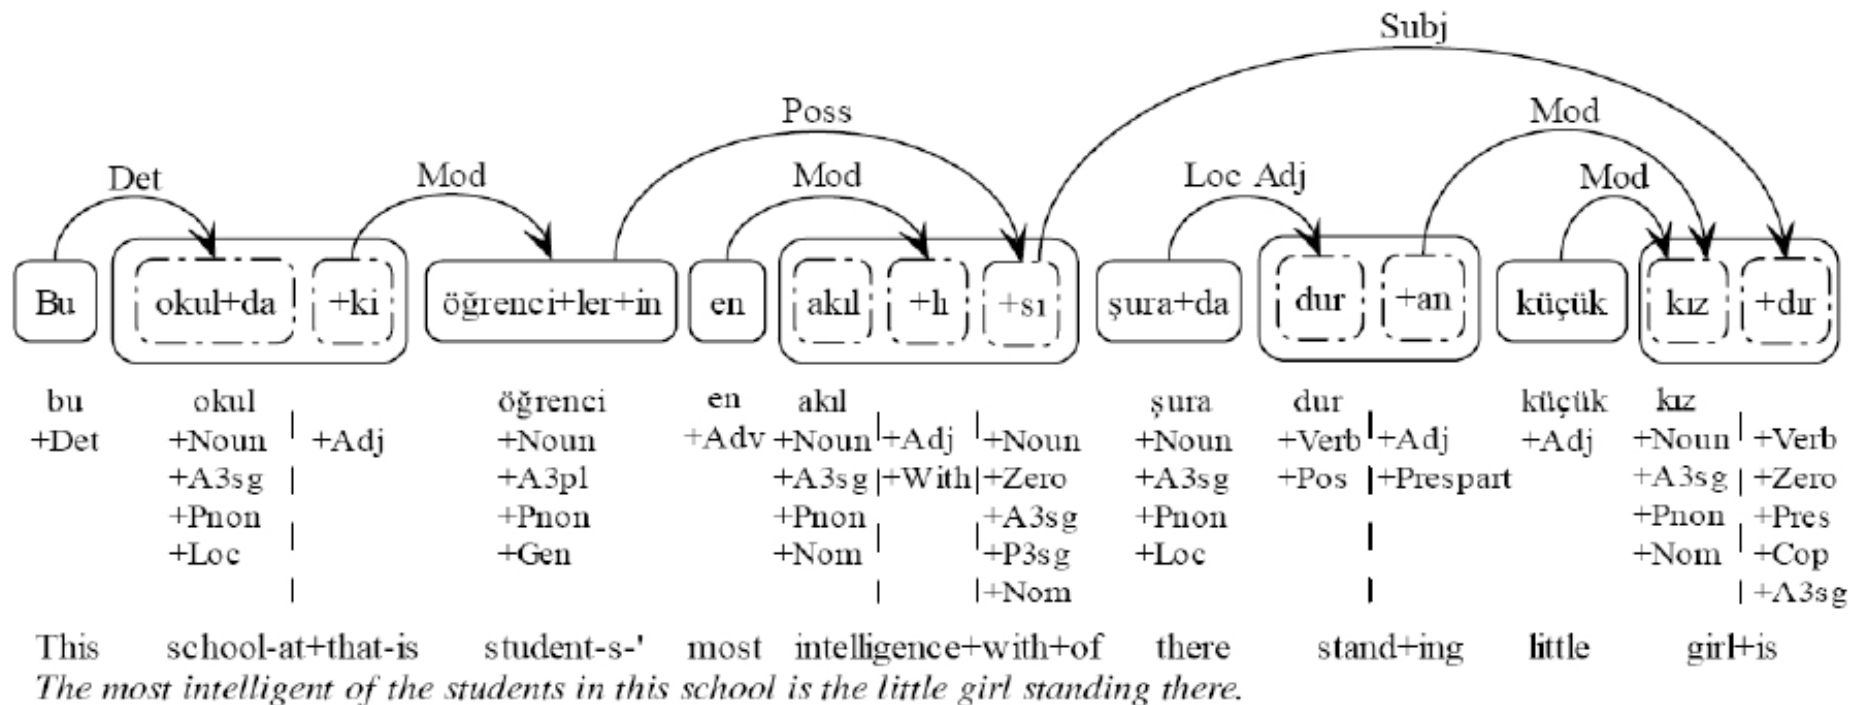 Subj
Poss Mod
Det Mod Mod Loc Adj Mod
Bu okul+da +ki öğrenci+ler+in en akıl +lı +sı şura+da dur +an küçük kız +dır
bu okul öğrenci en akıl şura dur küçük kız
+Det +Noun +Adj +Noun +Adv +Noun +Adj +Noun +Noun +Verb +Adj +Adj +Noun +Verb
+A3sg +A3pl +A3sg +With +Zero +A3sg +Pos +Prespart +A3sg +Zero
+Pnon +Pnon +Pnon +A3sg +Pnon +Pnon +Pres
+Loc +Gen +Nom +P3sg +Loc +Nom +Cop
+Nom +A3sg
This school-at+that-is student-s-' most intelligence+with+of there stand+ing little girl+is
The most intelligent of the students in this school is the little girl standing there.